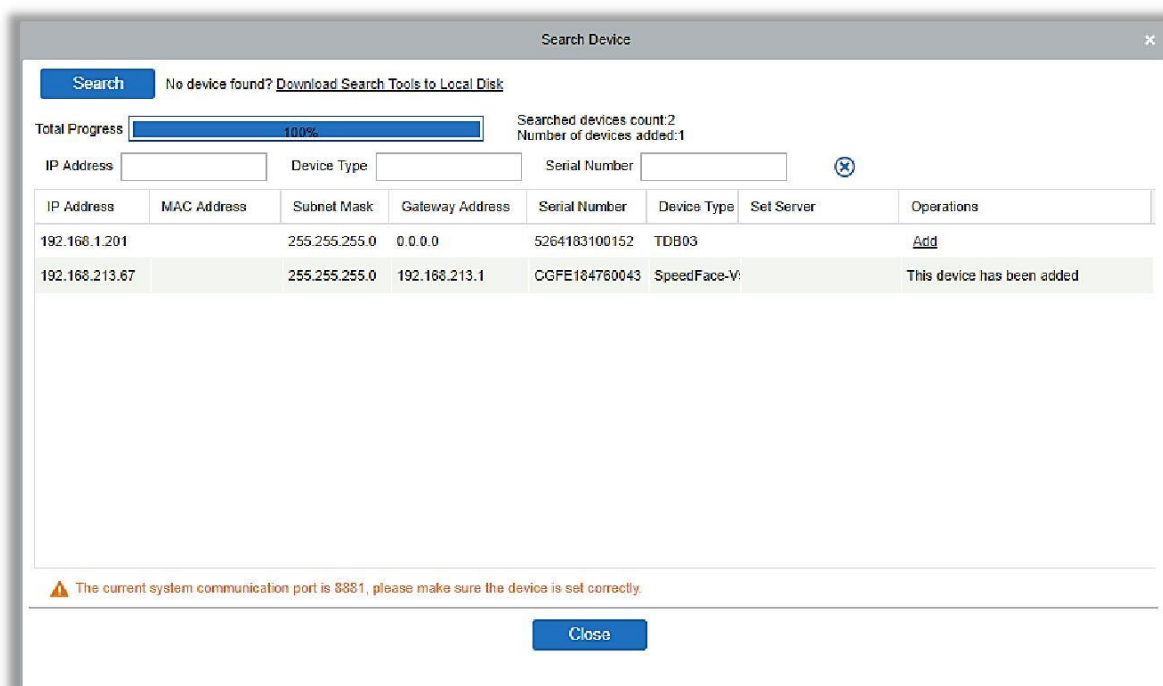 Search Device
Search No device found? Download Search Tools to Local Disk
Total Progress 100% Searched devices count:2
Number of devices added:1
IP Address Device Type Serial Number
IP Address MAC Address Subnet Mask Gateway Address Serial Number Device Type Set Server Operations
192.168.1.201 255.255.255.0 0.0.0.0 5264183100152 TDB03 Add
192.168.213.67 255.255.255.0 192.168.213.1 CGFE184760043 SpeedFace-V This device has been added
The current system communication port is 8881, please make sure the device is set correctly.
Close